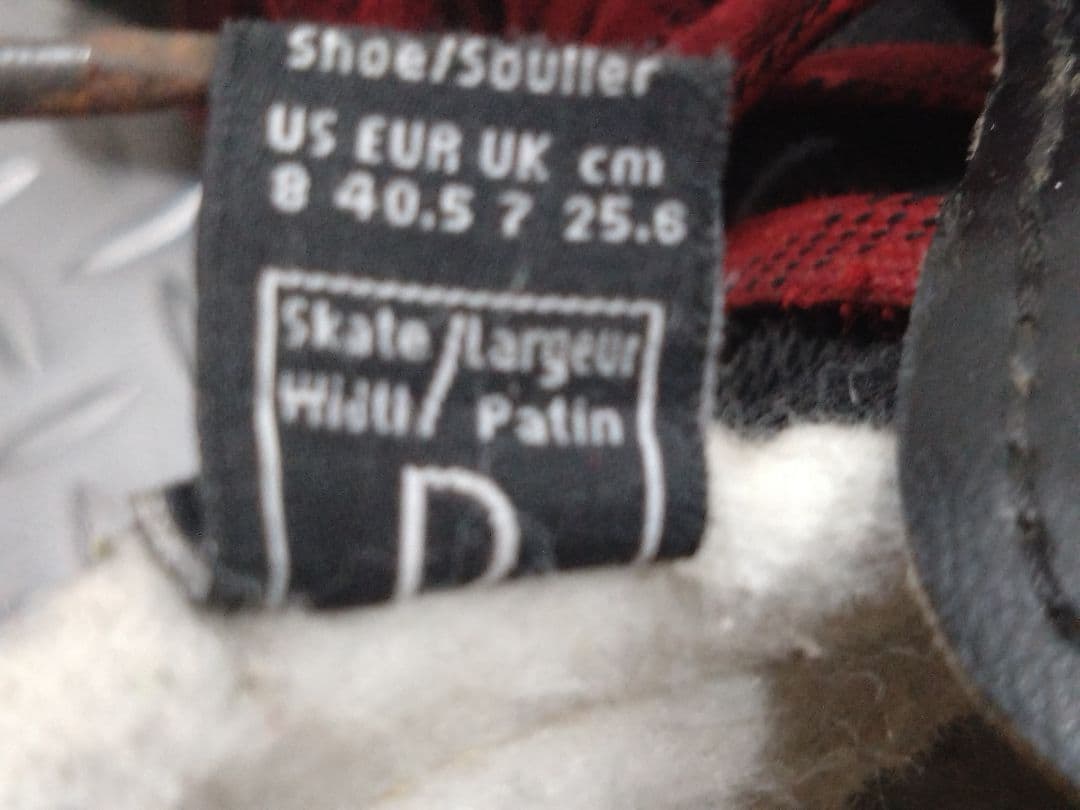 Shoe/Soulier
US EUR UK cm
8 40.5 7 25.6
Skate/Largeur
Width/ Patin
D